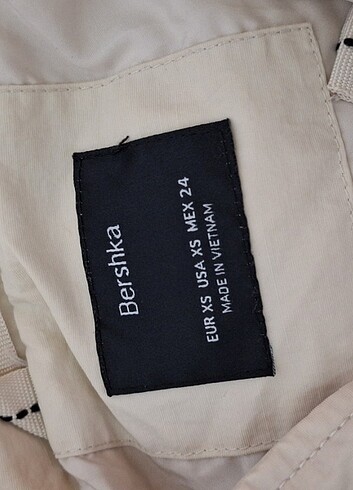 Bershka
EUR XS USA XS MEX 24
MADE IN VIETNAM